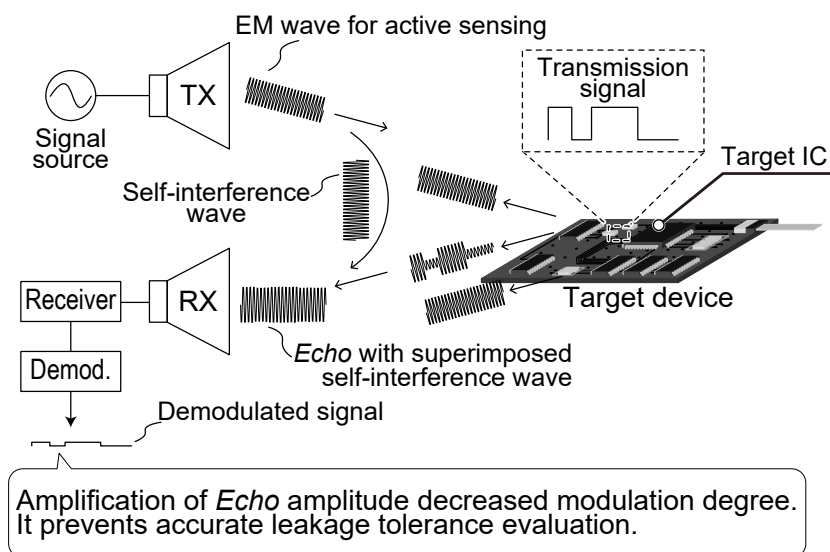 EM wave for active sensing
TX
Signal
source
Transmission
signal
Target IC
Self-interference
wave
Target device
Receiver
RX
Demod.
Echo with superimposed
self-interference wave
Demodulated signal
Amplification of Echo amplitude decreased modulation degree.
It prevents accurate leakage tolerance evaluation.